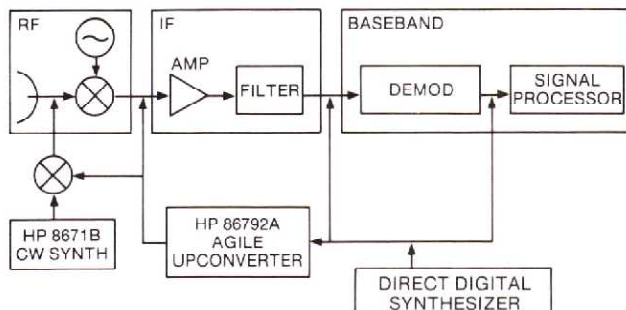 RF
IF
BASEBAND
AMP
FILTER
DEMOD
SIGNAL
PROCESSOR
HP 8671B
CW SYNTH
HP 86792A
AGILE
UPCONVERTER
DIRECT DIGITAL
SYNTHESIZER